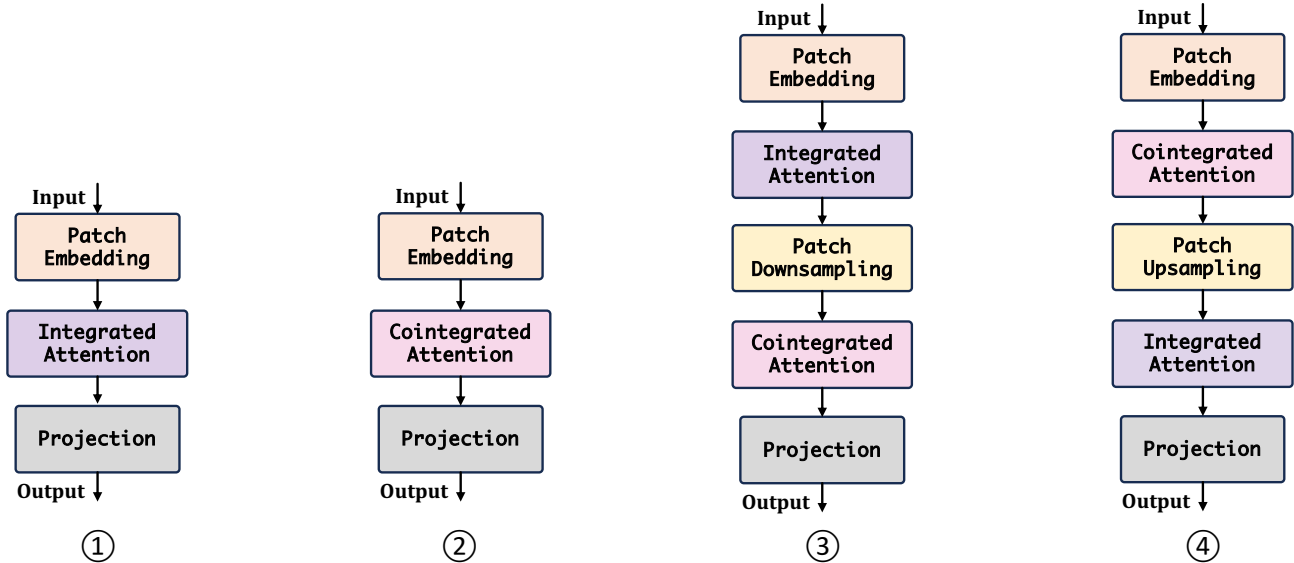 Input
Patch
Embedding
Integrated
Attention
Projection
Output
①
Input
Patch
Embedding
Cointegrated
Attention
Projection
Output
②
Input
Patch
Embedding
Integrated
Attention
Patch
Downsampling
Cointegrated
Attention
Projection
Output
③
Input
Patch
Embedding
Cointegrated
Attention
Patch
Upsampling
Integrated
Attention
Projection
Output
④